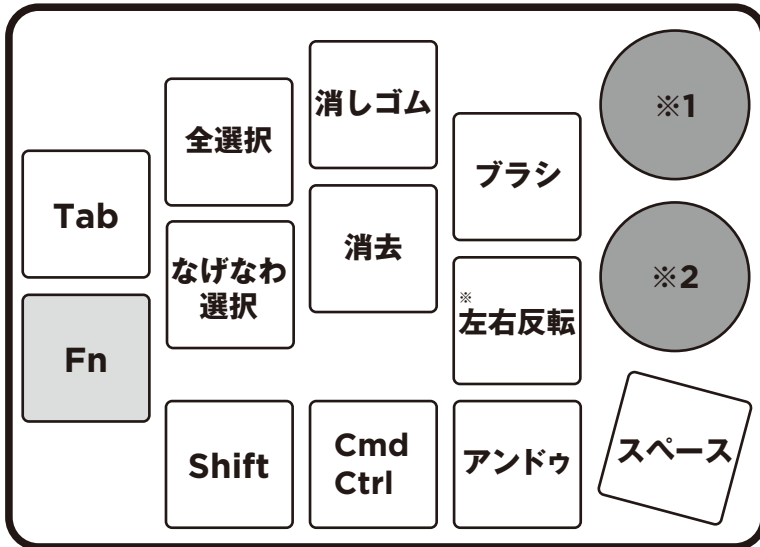 消しゴム
※1
全選択
ブラシ
Tab
消去
なげなわ
選択
※2
※
左右反転
Fn
Shift
Cmd
Ctrl
アンドゥ
スペース